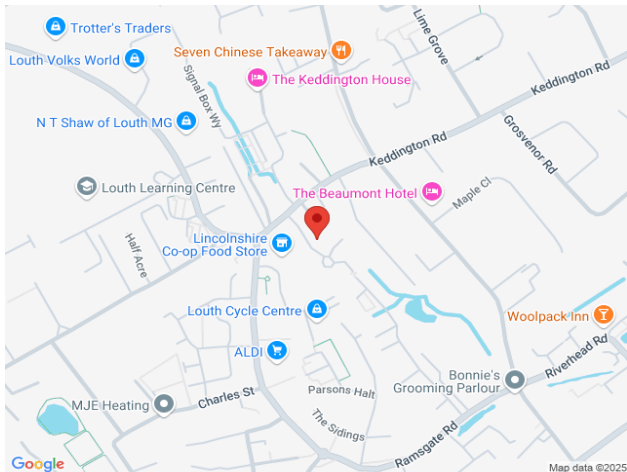 Trotter's Traders
Louth Volks World
Seven Chinese Takeaway
Lime Grove
The Keddington House
Keddington Rd
Signal Box Wy
N T Shaw of Louth MG
Grosvenor Rd
Keddington Rd
Louth Learning Centre
The Beaumont Hotel
Maple Cl
Half Acre
Lincolnshire
Co-op Food Store
Louth Cycle Centre
Woolpack Inn
ALDI
Riverhead Rd
Bonnie's
Grooming Parlour
Parsons Halt
Charles St
MJE Heating
The Sidings
Ramsgate Rd
Google
Map data ©2025